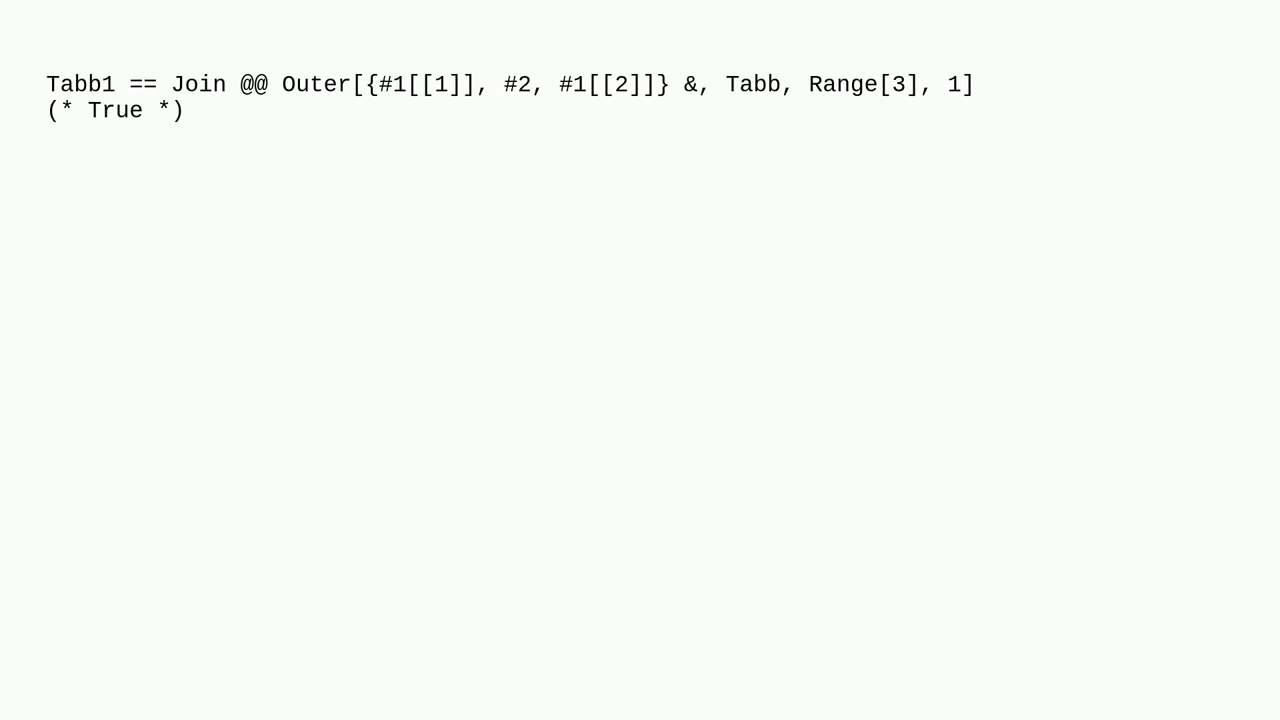 Tabb1 == Join @@ Outer[{#1[[1]], #2, #1[[2]]} &, Tabb, Range[3], 1]
(* True *)